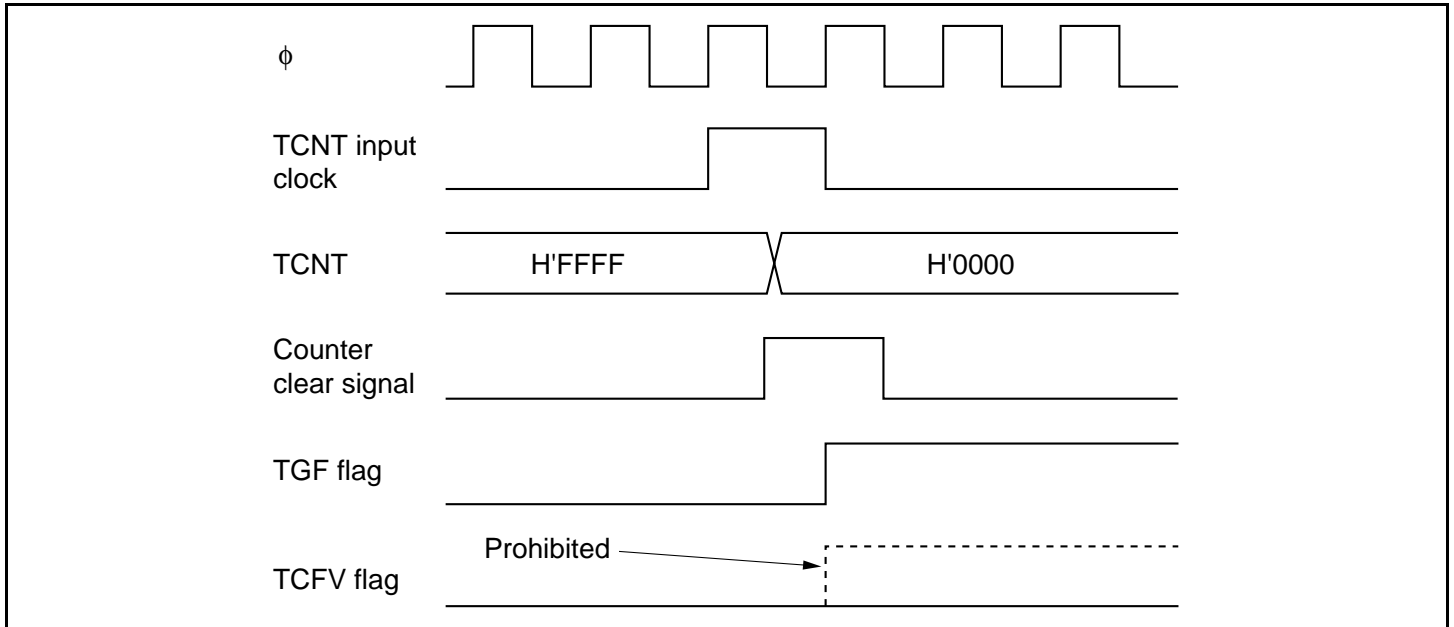 ϕ
TCNT input
clock
TCNT
H'FFFF
H'0000
Counter
clear signal
TGF flag
Prohibited
TCFV flag